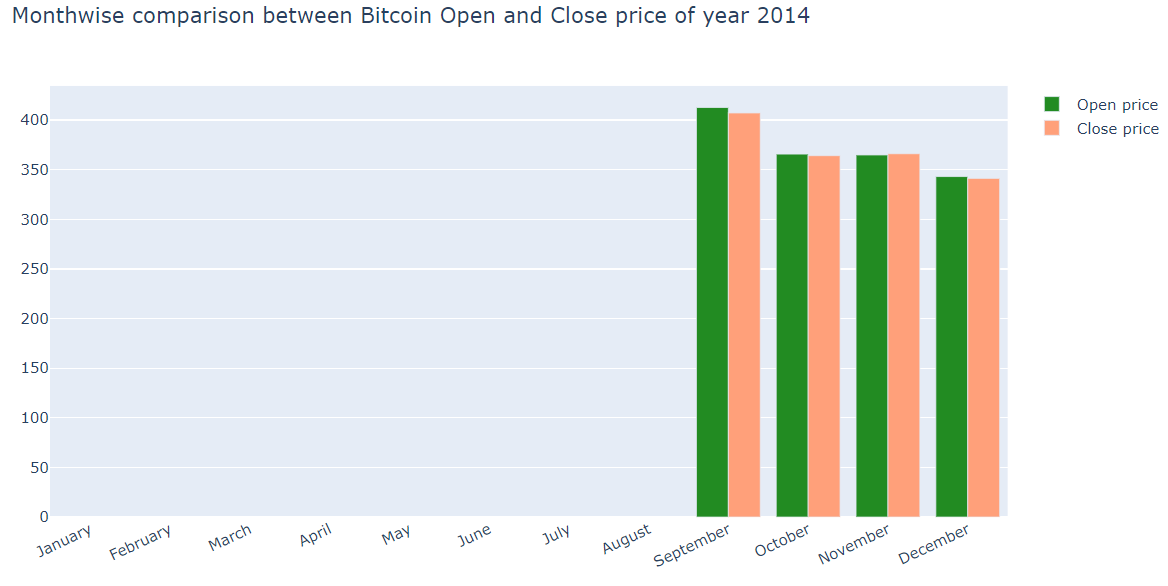 Monthwise comparison between Bitcoin Open and Close price of year 2014
Open price
Close price
400
350
300
250
200
150
100
50
0
January
February
March
April
May
June
July
August
September
October
November
December